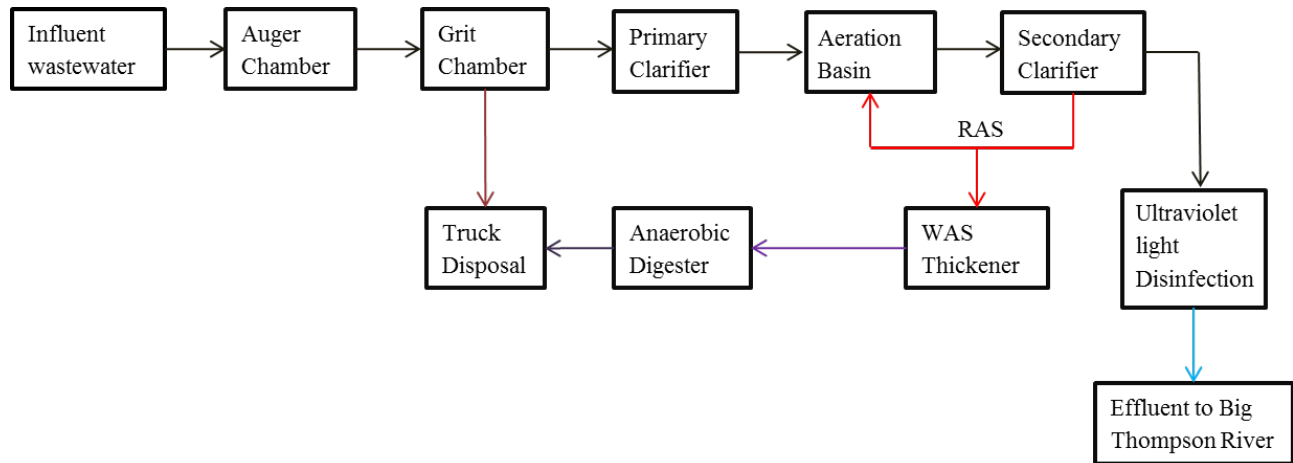 Influent
wastewater
Auger
Chamber
Grit
Chamber
Primary
Clarifier
Aeration
Basin
Secondary
Clarifier
RAS
Truck
Disposal
Anaerobic
Digester
WAS
Thickener
Ultraviolet
light
Disinfection
Effluent to Big
Thompson River